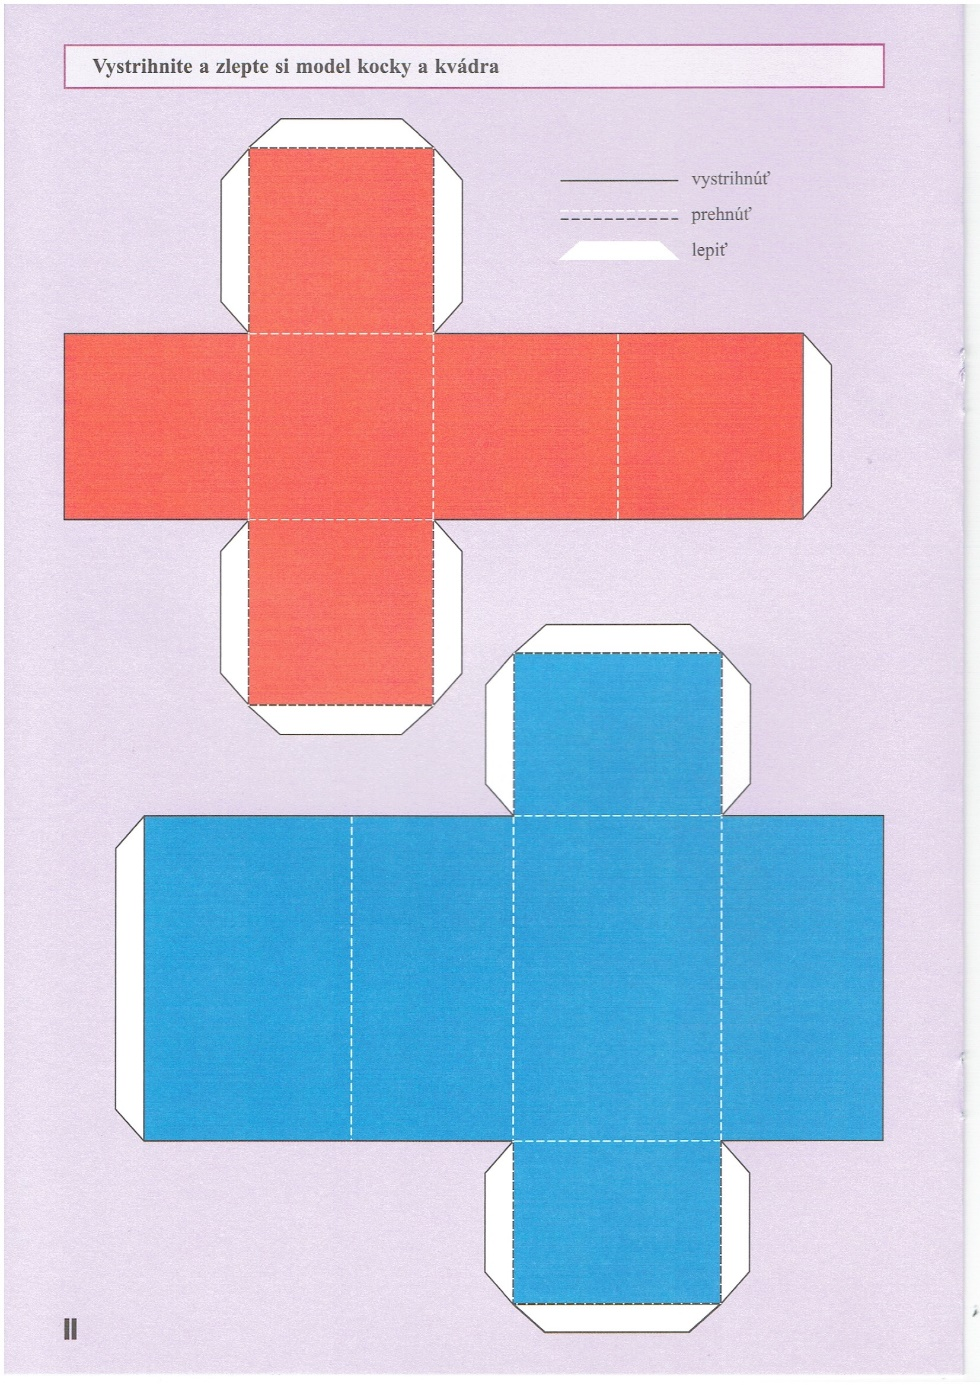 Vystrihnite a zlepte si model kocky a kvádra
vystrihnúť
prehnúť
lepiť
II